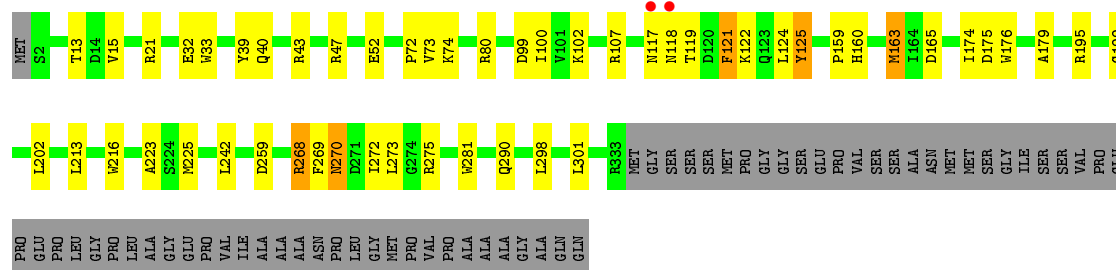 MET S2 T13 D14 V15 R21 E32 W33 Y39 Q40 R43 R47 E52 P72 V73 K74 R80 D99 I100 V101 K102 R107 N117 N118 T119 D120 F121 K122 Q123 L124 Y125 P159 H160 M163 I164 D165 I174 D175 W176 A179 R195
L202 L213 W216 A223 S224 M225 L242 D259 R268 F269 N270 D271 I272 L273 G274 R275 W281 Q290 L298 L301 R333 MET GLY SER SER SER MET PRO GLY GLY SER GLU PRO VAL SER SER ALA ASN MET MET SER GLY ILE SER SER VAL PRO
PRO GLU PRO LEU GLY PRO LEU ALA GLY GLU PRO VAL ILE ALA ALA ALA ASN PRO LEU GLY MET PRO VAL PRO ALA ALA ALA GLY ALA GLN GLN